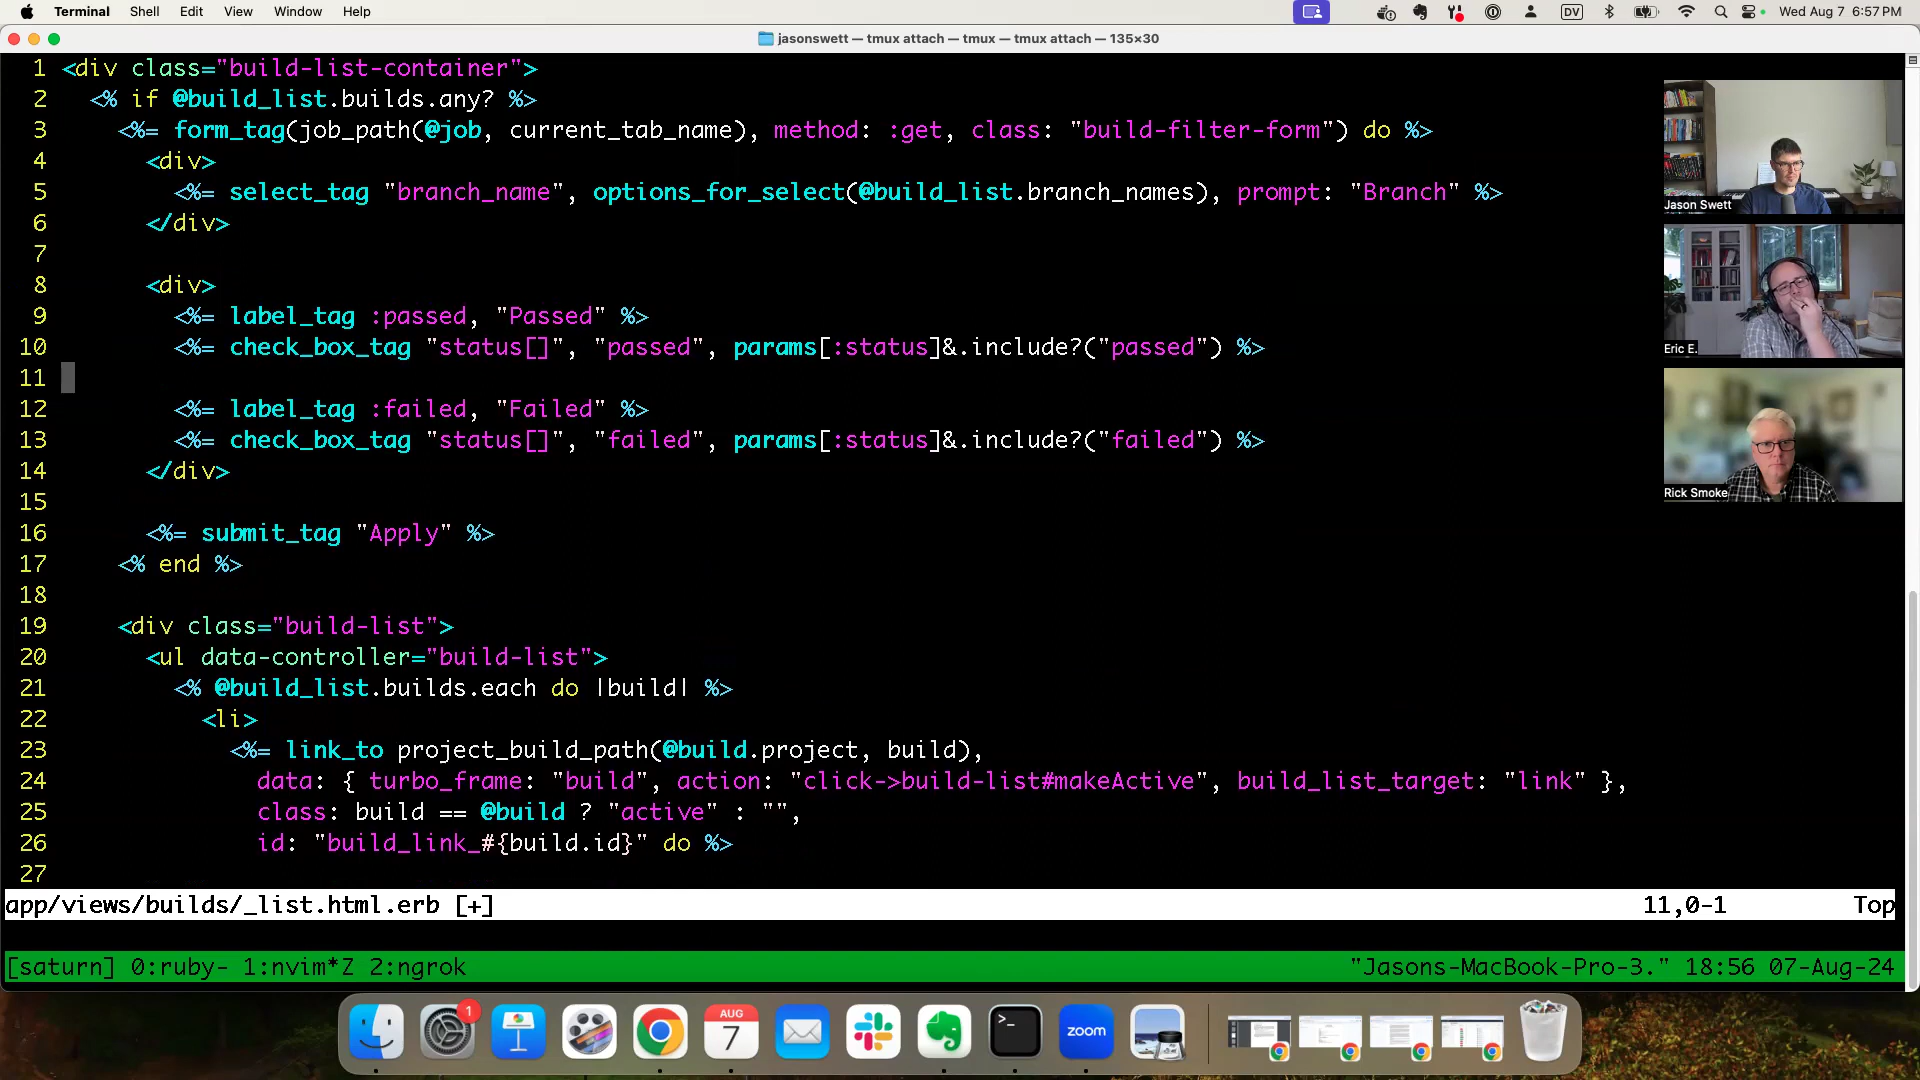 Terminal Shell Edit View Window Help DV Wed Aug 7 6:57 PM
jasonswett — tmux attach — tmux — tmux attach — 135×30
1 <div class="build-list-container">
2 <% if @build_list.builds.any? %>
3 <%= form_tag(job_path(@job, current_tab_name), method: :get, class: "build-filter-form") do %>
4 <div>
5 <%= select_tag "branch_name", options_for_select(@build_list.branch_names), prompt: "Branch" %>
6 </div>
7
8 <div>
9 <%= label_tag :passed, "Passed" %>
10 <%= check_box_tag "status[]", "passed", params[:status]&.include?("passed") %>
11
12 <%= label_tag :failed, "Failed" %>
13 <%= check_box_tag "status[]", "failed", params[:status]&.include?("failed") %>
14 </div>
15
16 <%= submit_tag "Apply" %>
17 <% end %>
18
19 <div class="build-list">
20 <ul data-controller="build-list">
21 <% @build_list.builds.each do |build| %>
22 <li>
23 <%= link_to project_build_path(@build.project, build),
24 data: { turbo_frame: "build", action: "click->build-list#makeActive", build_list_target: "link" },
25 class: build == @build ? "active" : "",
26 id: "build_link_#{build.id}" do %>
27
app/views/builds/_list.html.erb [+] 11,0-1 Top
[saturn] 0:ruby- 1:nvim*Z 2:ngrok "Jasons-MacBook-Pro-3." 18:56 07-Aug-24
Jason Swett
Eric E.
Rick Smoke
1
AUG
7
>_
zoom